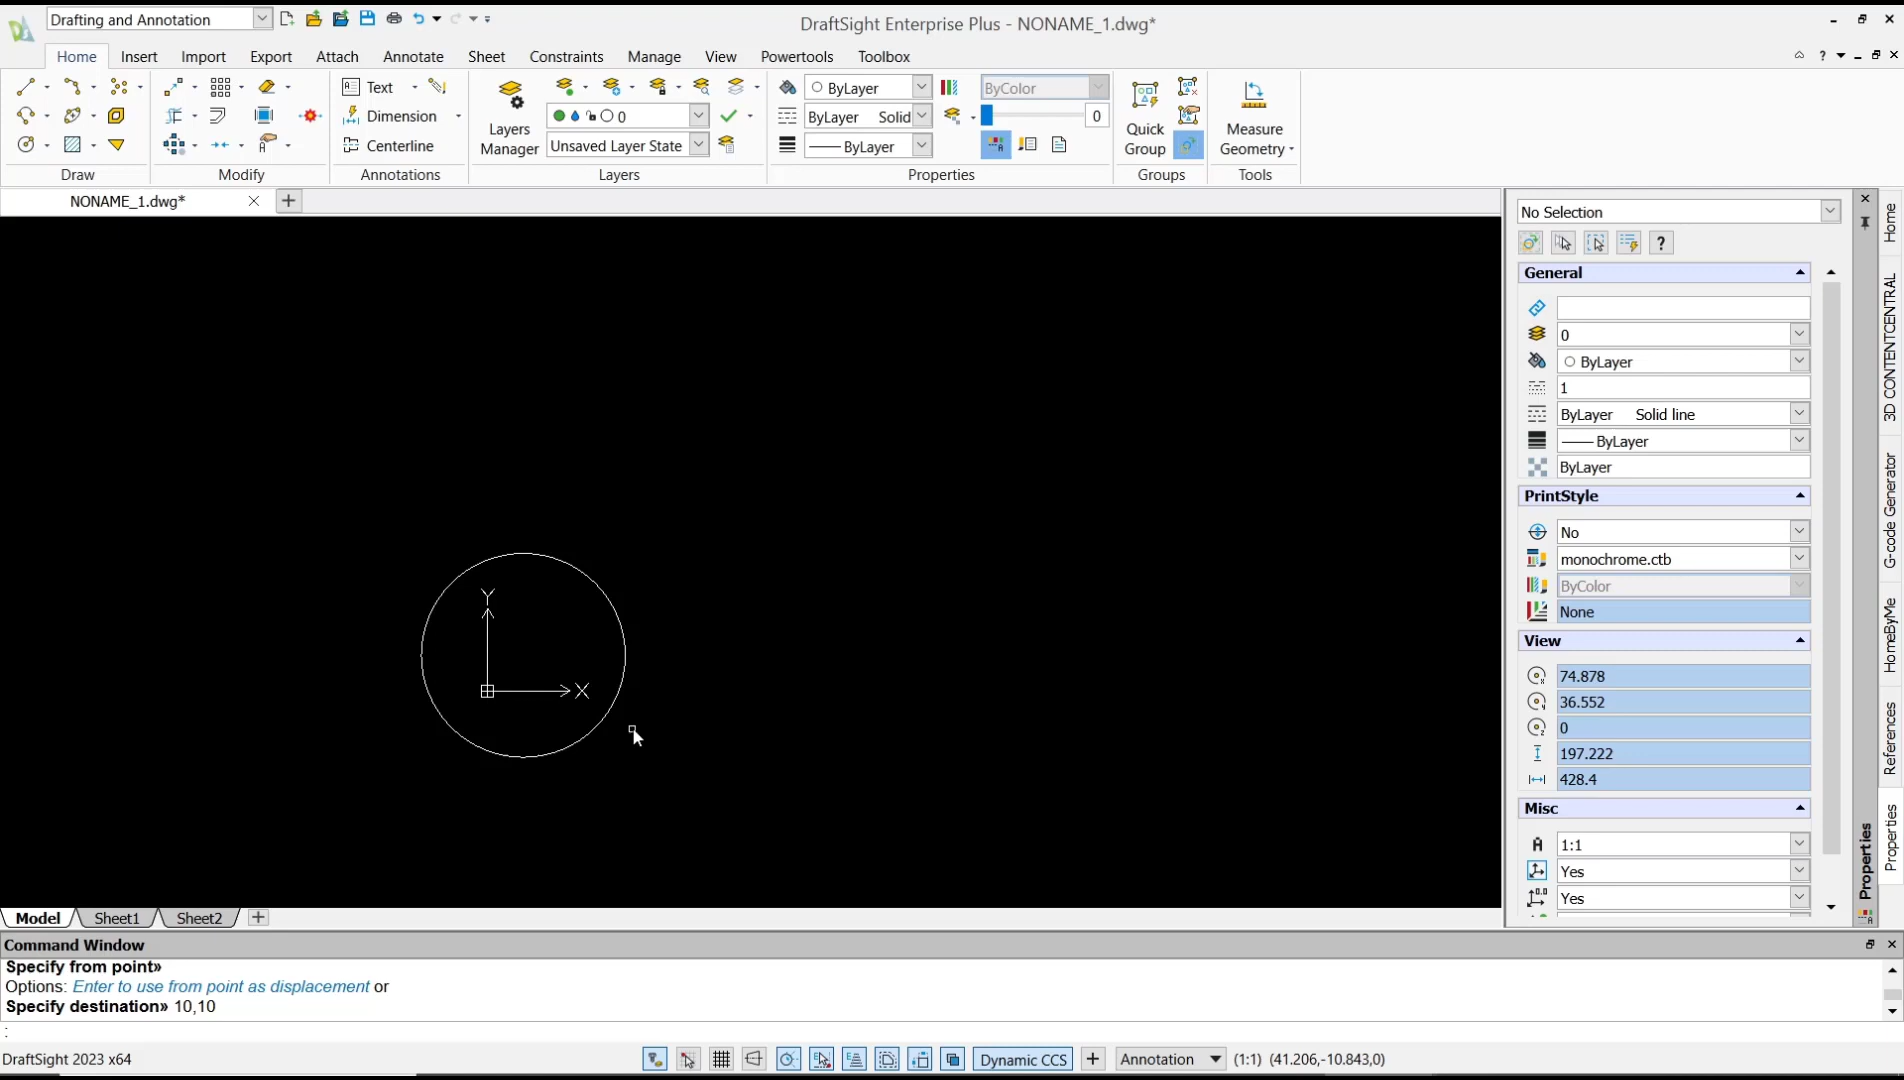 Drafting and Annotation
DraftSight Enterprise Plus - NONAME_1.dwg*
Home Insert Import Export Attach Annotate Sheet Constraints Manage View Powertools Toolbox
?
Text
Dimension
Centerline
Layers
Manager
0
Unsaved Layer State
ByLayer
ByLayer Solid
ByLayer
ByColor
0
Quick
Group
Measure
Geometry
Draw Modify Annotations Layers Properties Groups Tools
NONAME_1.dwg*
Y
X
No Selection
?
General
0
ByLayer
1
ByLayer Solid line
ByLayer
ByLayer
PrintStyle
No
monochrome.ctb
ByColor
None
View
74.878
36.552
0
197.222
428.4
Misc
1:1
Yes
Yes
Properties
Home
3D CONTENTCENTRAL
G-code Generator
HomeByMe
References
Properties
Model Sheet1 Sheet2
Command Window
Specify from point»
Options: Enter to use from point as displacement or
Specify destination» 10,10
:
DraftSight 2023 x64
Dynamic CCS
Annotation
(1:1) (41.206,-10.843,0)